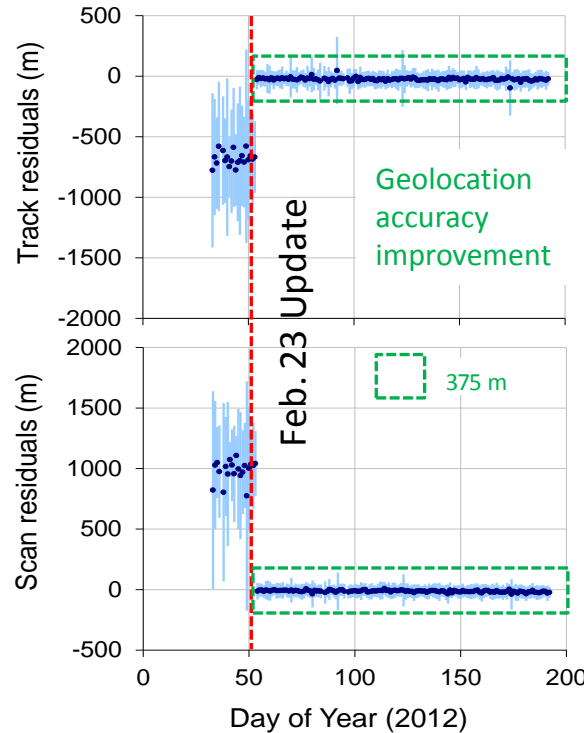 500
0
-500
-1000
-1500
-2000
Track residuals (m)
Geolocation
accuracy
improvement
Feb. 23 Update
2000
1500
1000
500
0
-500
Scan residuals (m)
375 m
0
50
100
150
200
Day of Year (2012)